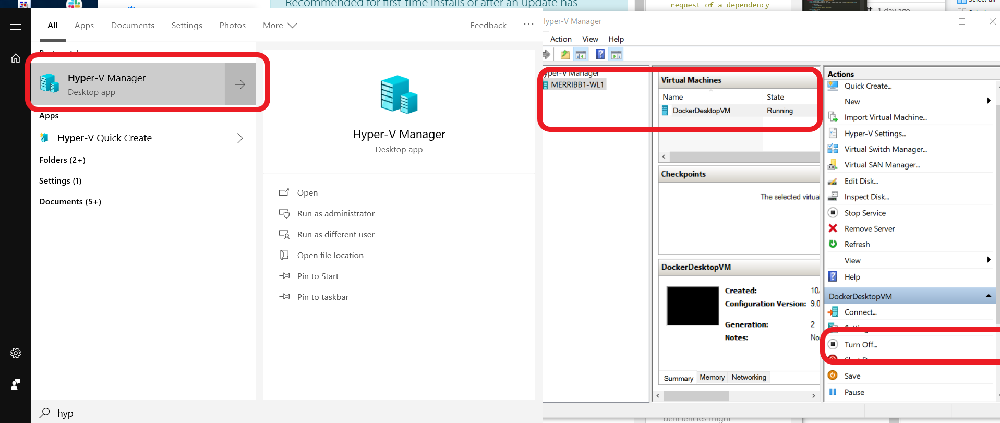 Recommended for first-time installs or after an update has
request of a dependency
1 day ago
All
Apps
Documents
Settings
Photos
More
Feedback
...
Best match
Hyper-V Manager
Desktop app
Apps
Hyper-V Quick Create
Folders (2+)
Settings (1)
Documents (5+)
Hyper-V Manager
Desktop app
Open
Run as administrator
Run as different user
Open file location
Pin to Start
Pin to taskbar
hyp
Hyper-V Manager
Action View Help
Hyper-V Manager
MERRIBB1-WL1
Virtual Machines
Name State
DockerDesktopVM Running
Checkpoints
The selected virtua
DockerDesktopVM
Created: 10/
Configuration Version: 9.0
Generation: 2
Notes: No
Summary Memory Networking
Actions
Quick Create...
New
Import Virtual Machine...
Hyper-V Settings...
Virtual Switch Manager...
Virtual SAN Manager...
Edit Disk...
Inspect Disk...
Stop Service
Remove Server
Refresh
View
Help
DockerDesktopVM
Connect...
Turn Off...
Shut Down...
Save
Pause
deficiencies might